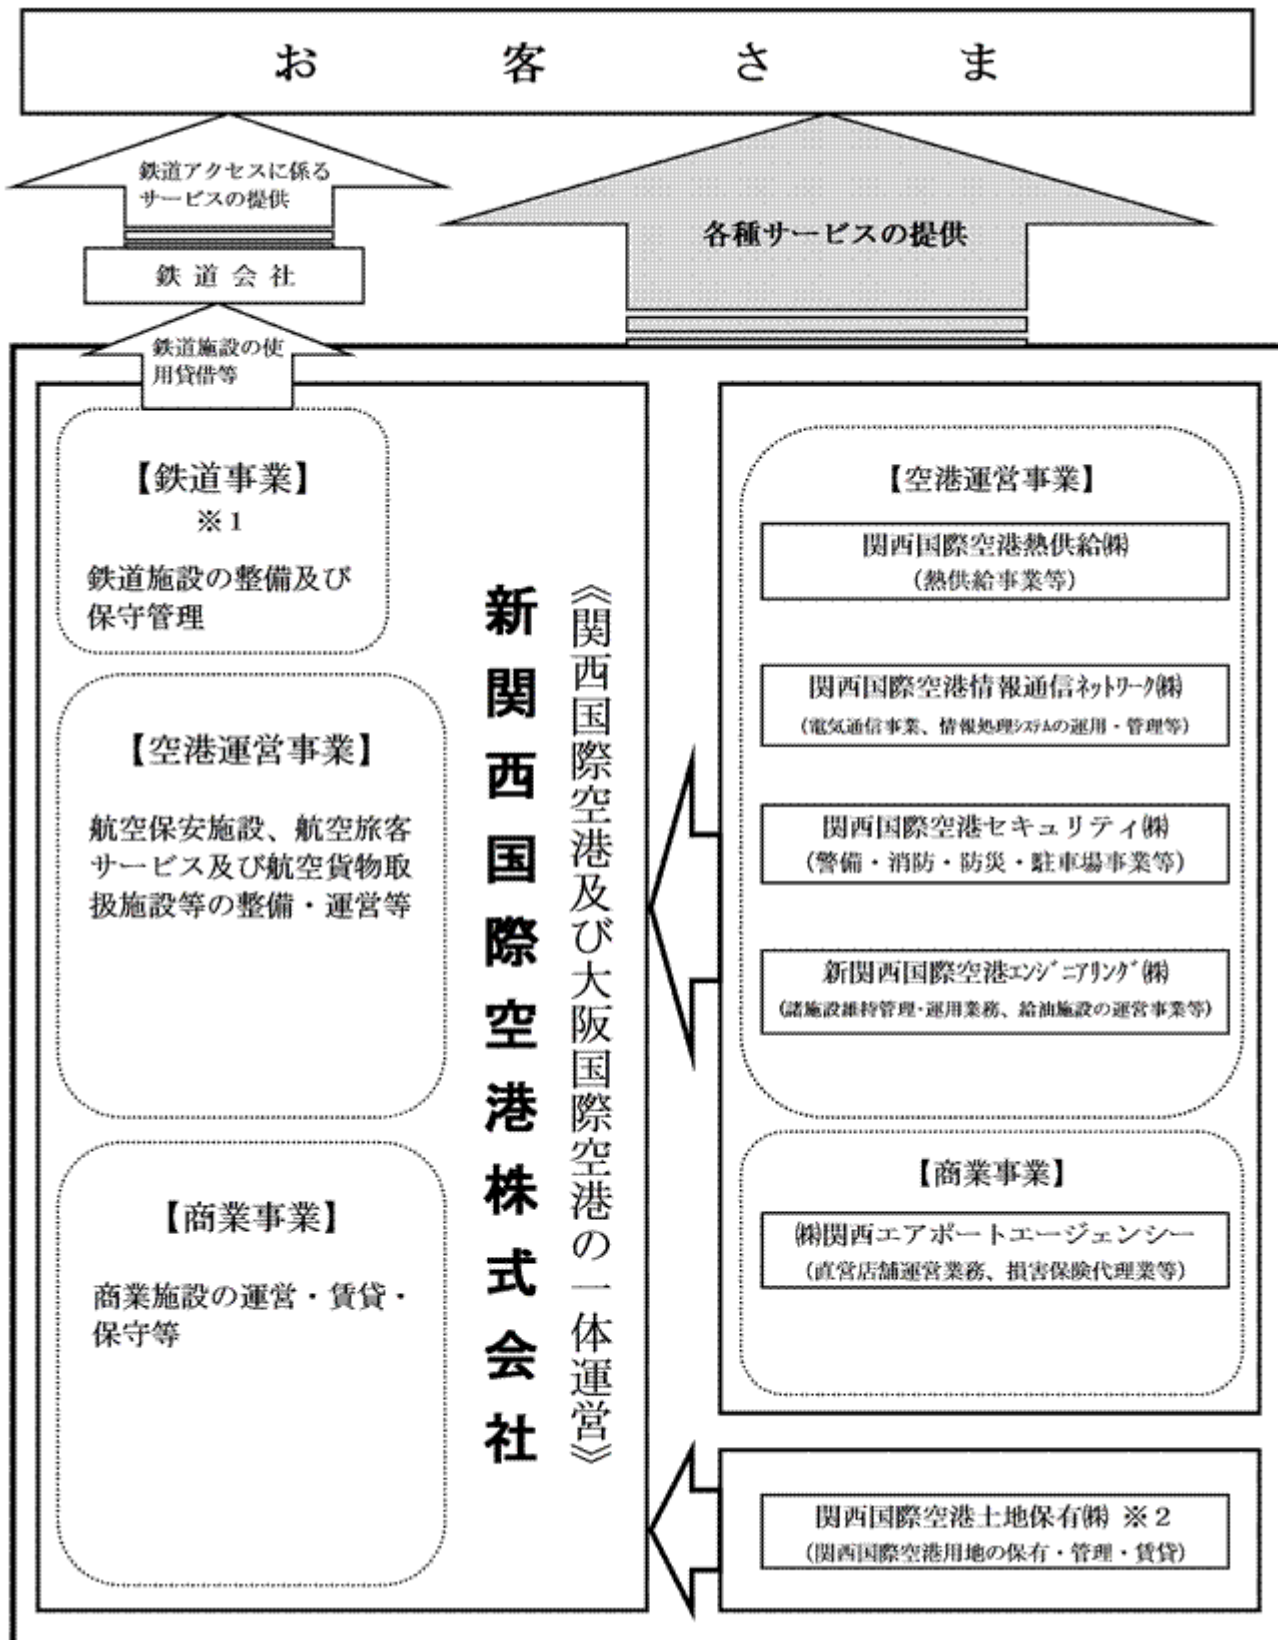 お客さま
鉄道アクセスに係る
サービスの提供
各種サービスの提供
鉄道会社
鉄道施設の使
用貸借等
【鉄道事業】
※1
鉄道施設の整備及び
保守管理
【空港運営事業】
航空保安施設、航空旅客
サービス及び航空貨物取
扱施設等の整備・運営等
【商業事業】
商業施設の運営・賃貸・
保守等
新関西国際空港株式会社
《関西国際空港及び大阪国際空港の一体運営》
【空港運営事業】
関西国際空港熱供給㈱
(熱供給事業等)
関西国際空港情報通信ﾈｯﾄﾜｰｸ㈱
(電気通信事業、情報処理ｼｽﾃﾑの運用・管理等)
関西国際空港セキュリティ㈱
(警備・消防・防災・駐車場事業等)
新関西国際空港ｴﾝｼﾞﾆｱﾘﾝｸﾞ㈱
(諸施設維持管理・運用業務、給油施設の運営事業等)
【商業事業】
㈱関西エアポートエージェンシー
(直営店舗運営業務、損害保険代理業等)
関西国際空港土地保有㈱ ※2
(関西国際空港用地の保有・管理・賃貸)